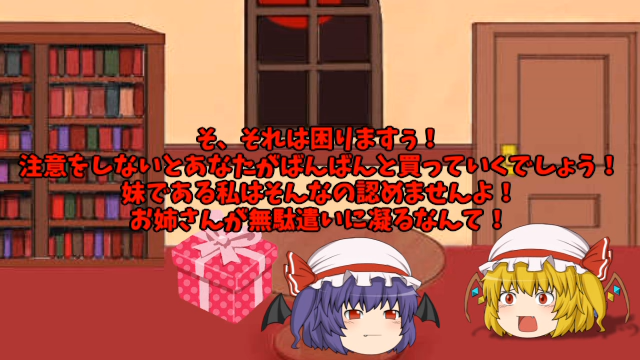 そ、それは困りますぅ！
注意をしないとあなたがばんばんと買っていくでしょう！
妹である私はそんなの認めませんよ！
お姉さんが無駄遣いに凝るなんて！